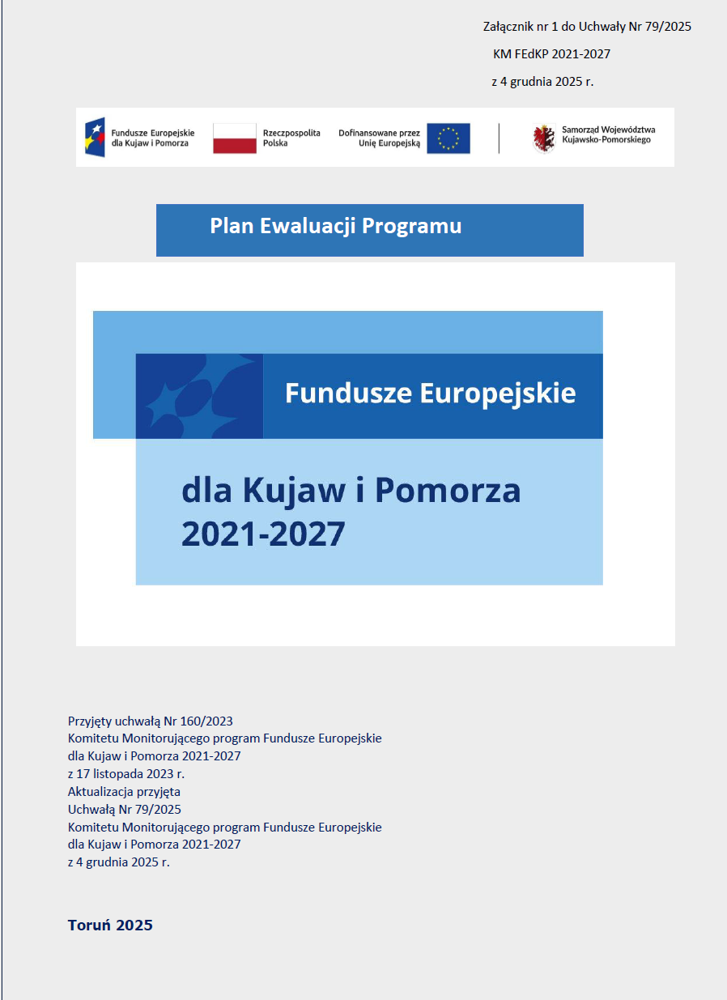 Załącznik nr 1 do Uchwały Nr 79/2025
KM FEdKP 2021-2027
z 4 grudnia 2025 r.
Fundusze Europejskie
dla Kujaw i Pomorza
Rzeczpospolita
Polska
Dofinansowane przez
Unię Europejską
Samorząd Województwa
Kujawsko-Pomorskiego
Plan Ewaluacji Programu
Fundusze Europejskie
dla Kujaw i Pomorza
2021-2027
Przyjęty uchwałą Nr 160/2023
Komitetu Monitorującego program Fundusze Europejskie
dla Kujaw i Pomorza 2021-2027
z 17 listopada 2023 r.
Aktualizacja przyjęta
Uchwałą Nr 79/2025
Komitetu Monitorującego program Fundusze Europejskie
dla Kujaw i Pomorza 2021-2027
z 4 grudnia 2025 r.
Toruń 2025